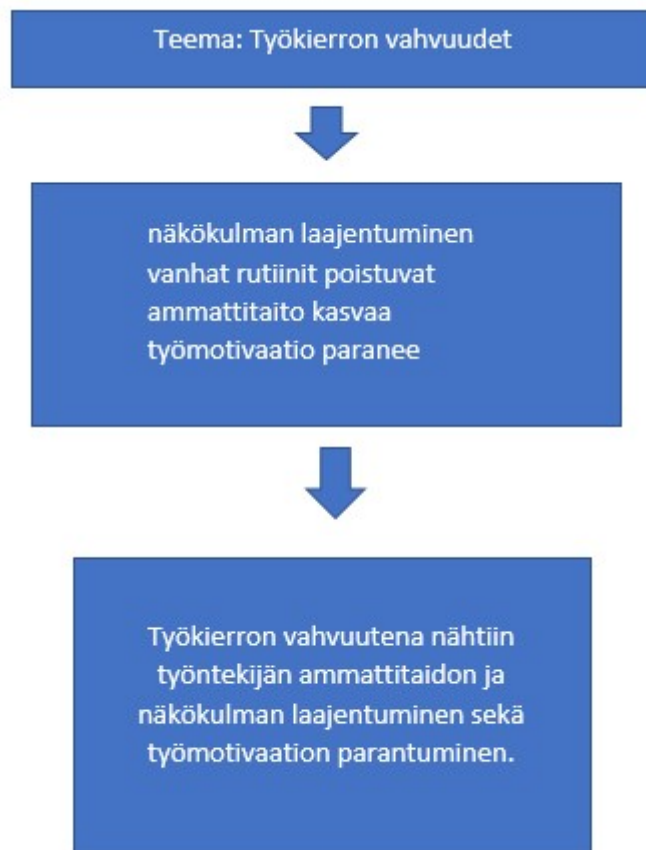 Teema: Työkierron vahvuudet
näkökulman laajentuminen
vanhat rutiinit poistuvat
ammattitaito kasvaa
työmotivaatio paranee
Työkierron vahvuutena nähtiin
työntekijän ammattitaidon ja
näkökulman laajentuminen sekä
työmotivaation parantuminen.